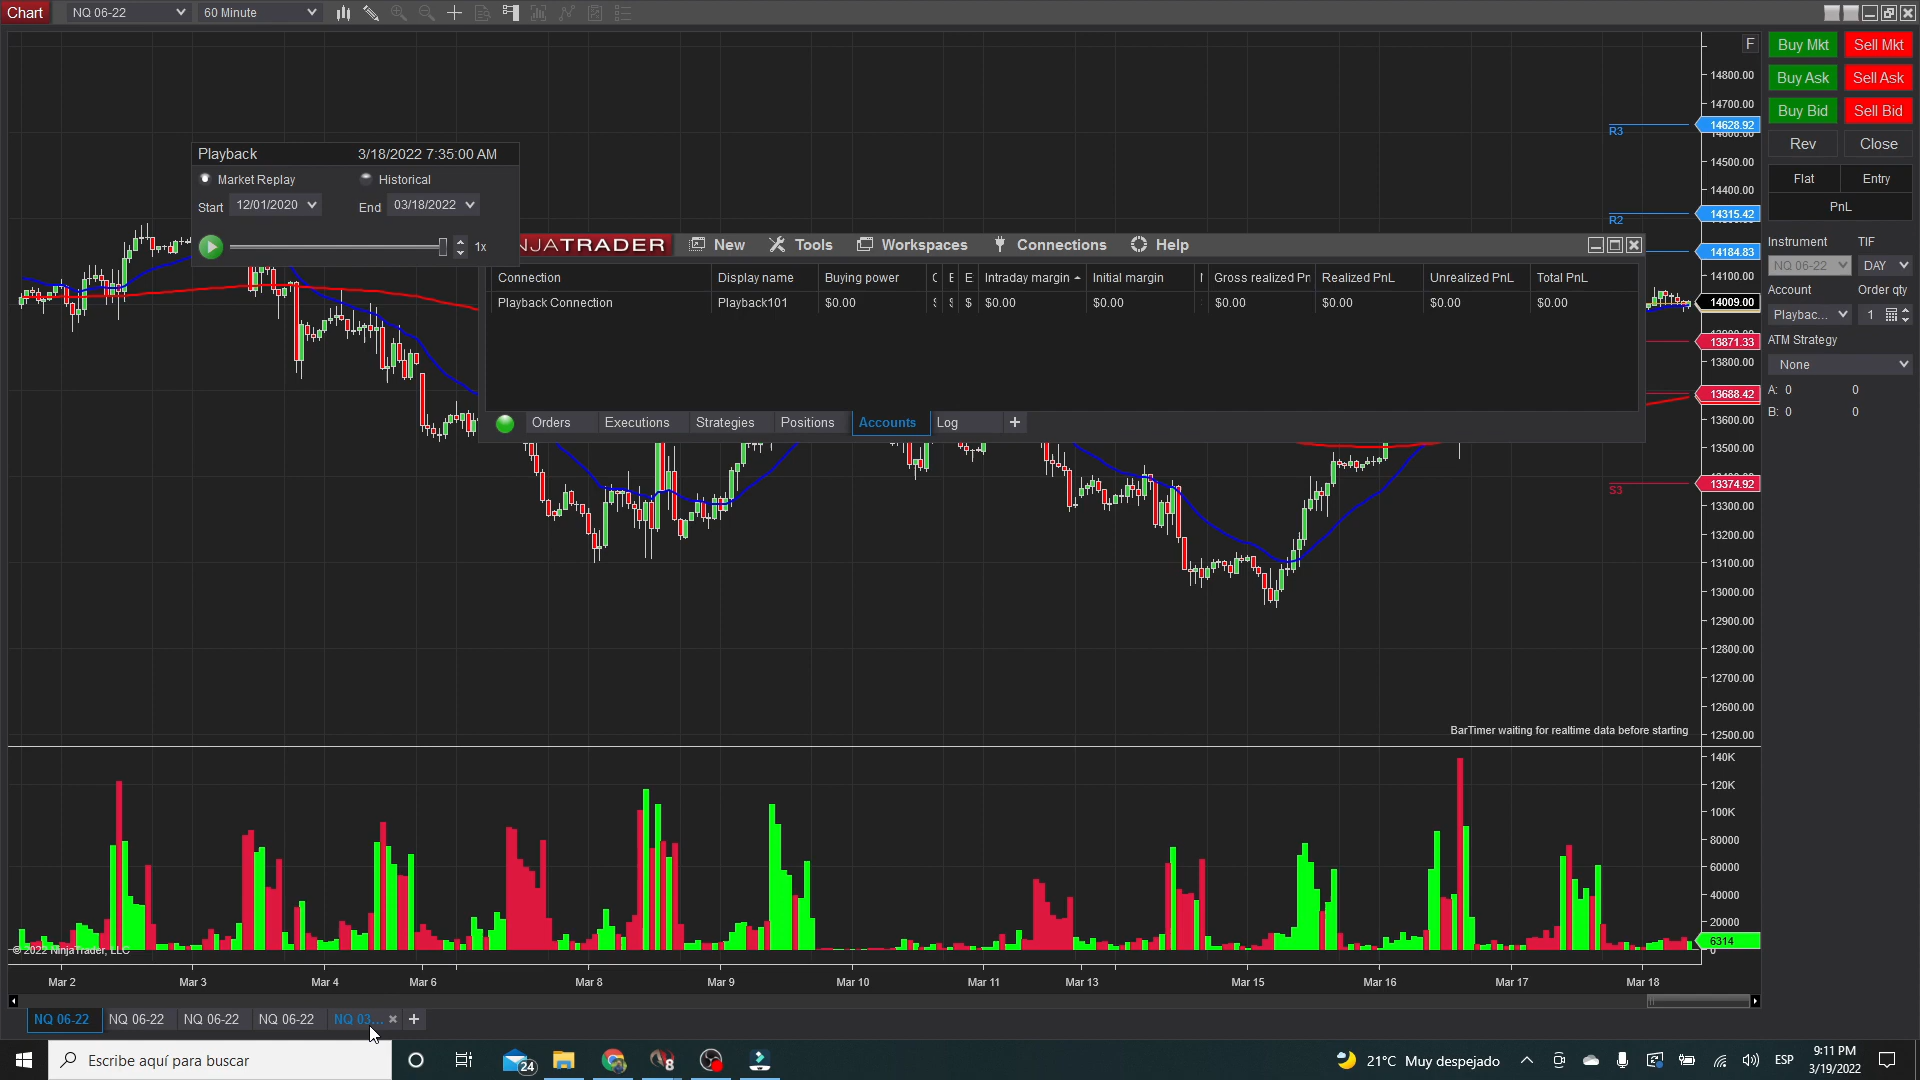 Chart NQ 06-22 60 Minute
F
Buy Mkt Sell Mkt
Buy Ask Sell Ask
Buy Bid Sell Bid
Rev Close
Flat Entry
PnL
Instrument TIF
NQ 06-22 DAY
Account Order qty
Playbac... 1
ATM Strategy
None
A: 0 0
B: 0 0
Playback 3/18/2022 7:35:00 AM
Market Replay Historical
Start 12/01/2020 End 03/18/2022
1x
NJATRADER New Tools Workspaces Connections Help
Connection Display name Buying power C E E Intraday margin Initial margin Gross realized Pr Realized PnL Unrealized PnL Total PnL
Playback Connection Playback101 $0.00 $ $ $ $0.00 $0.00 $0.00 $0.00 $0.00 $0.00
Orders Executions Strategies Positions Accounts Log +
14800.00
14700.00
R3 14628.92
14500.00
14400.00
R2 14315.42
14184.83
14100.00
14009.00
13871.33
13800.00
13688.42
13600.00
13500.00
S3 13374.92
13300.00
13200.00
13100.00
13000.00
12900.00
12800.00
12700.00
12600.00
12500.00
BarTimer waiting for realtime data before starting
140K
120K
100K
80000
60000
40000
20000
6314
0
© 2022 NinjaTrader, LLC
Mar 2 Mar 3 Mar 4 Mar 6 Mar 8 Mar 9 Mar 10 Mar 11 Mar 13 Mar 15 Mar 16 Mar 17 Mar 18
NQ 06-22 NQ 06-22 NQ 06-22 NQ 06-22 NQ 03... +
Escribe aquí para buscar 24 8 21°C Muy despejado ESP 9:11 PM
3/19/2022